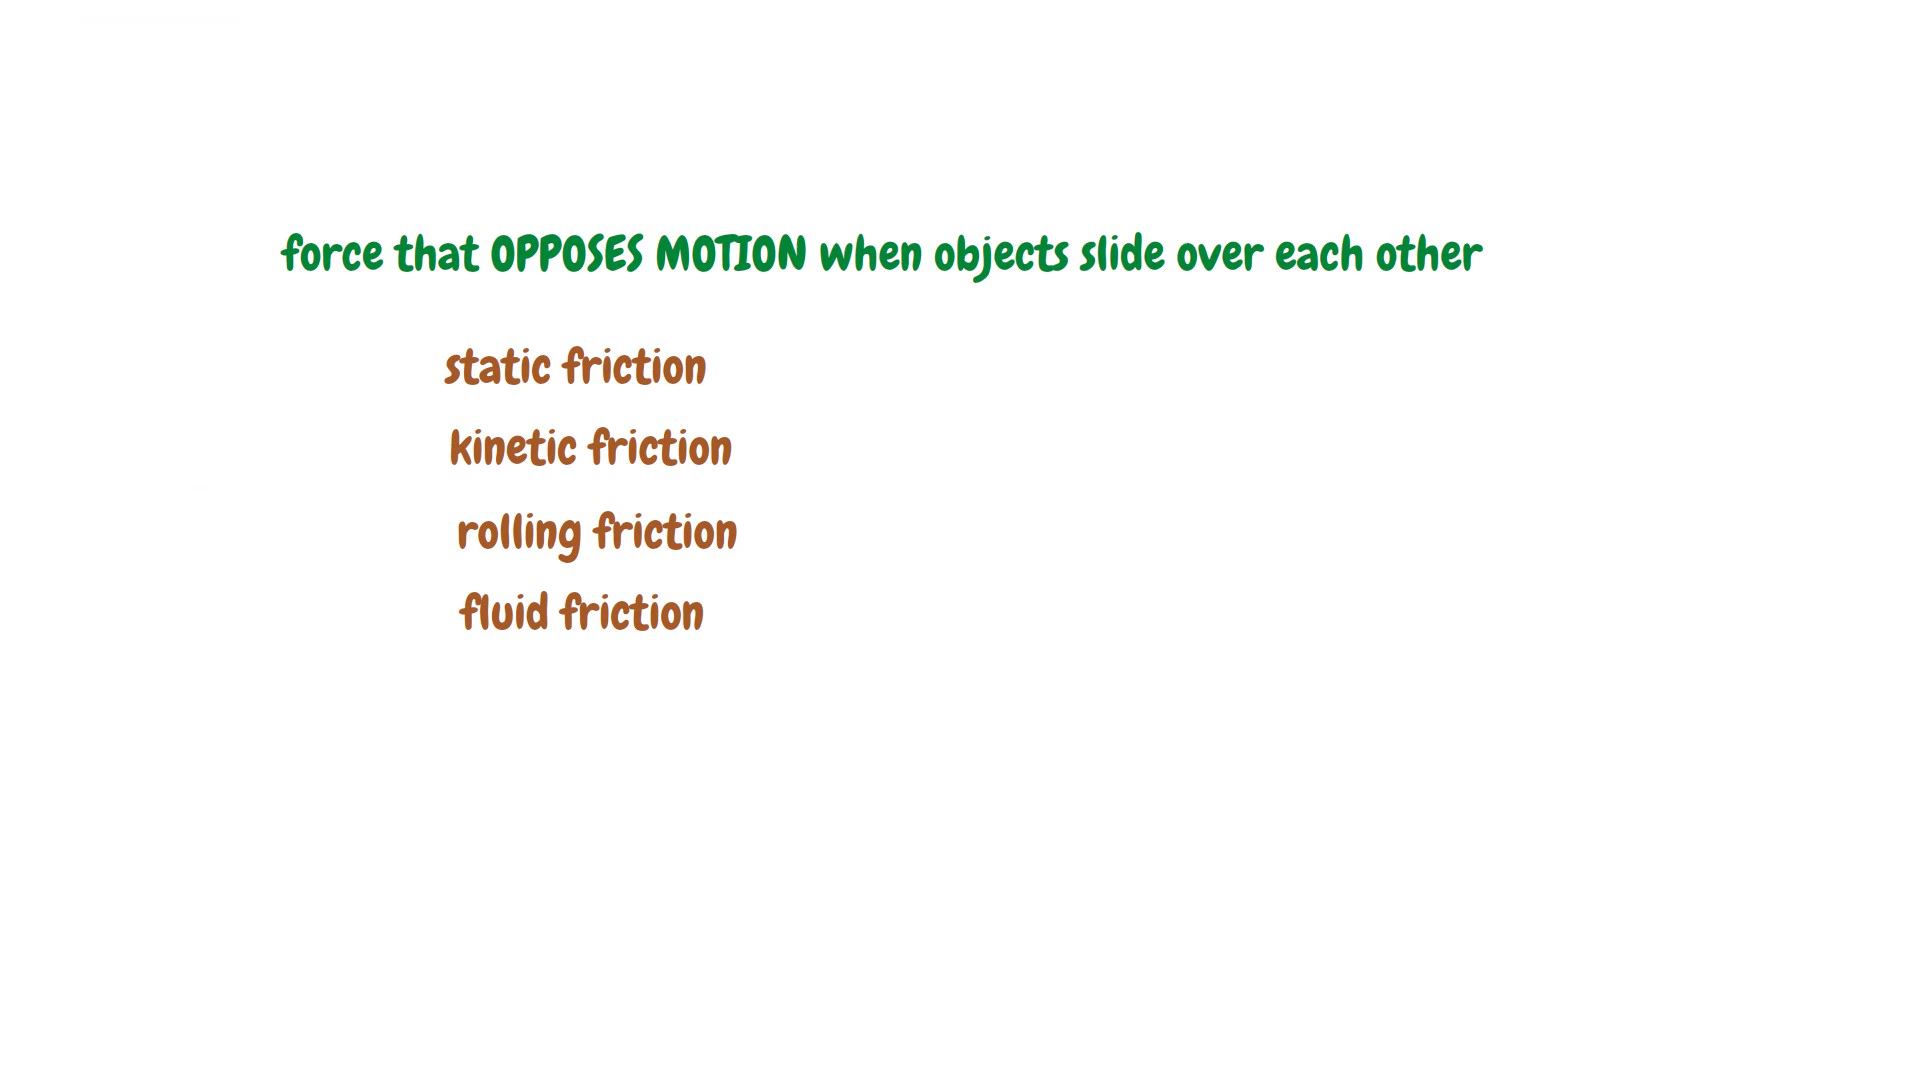 force that OPPOSES MOTION when objects slide over each other
static friction
kinetic friction
rolling friction
fluid friction